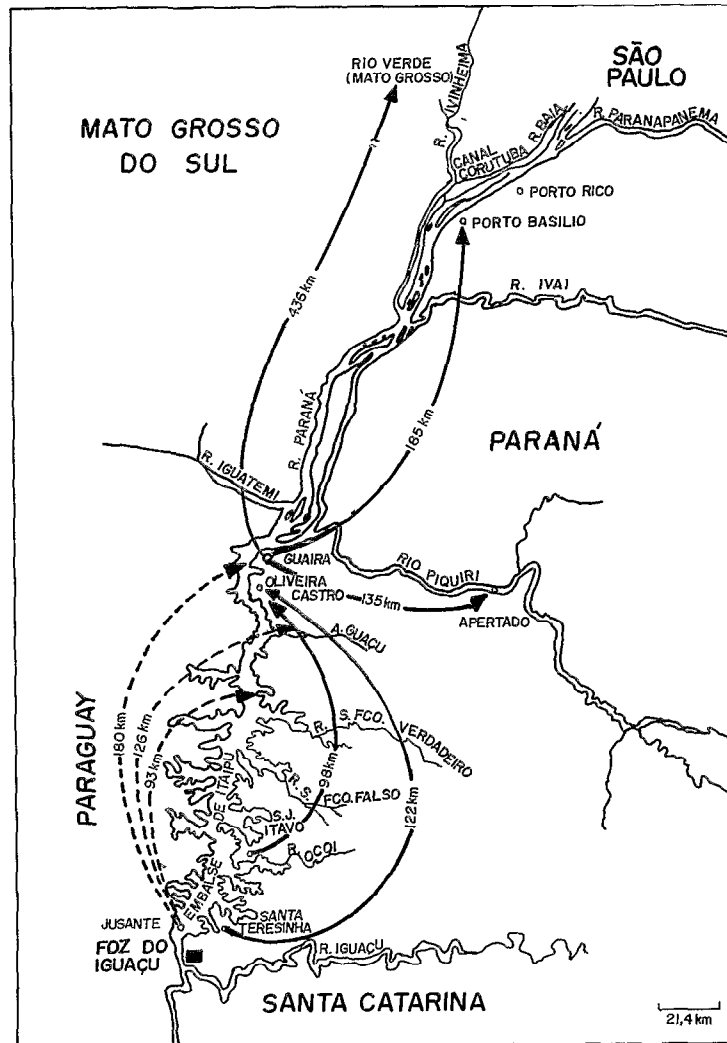 RIO VERDE
(MATO GROSSO)
R. IVINHEIMA
SÃO
PAULO
MATO GROSSO
DO SUL
CANAL
CORUTUBA
R. BAIA
R. PARANAPANEMA
PORTO RICO
PORTO BASILIO
R. IVAI
436 km
185 km
R. PARANÁ
PARANÁ
R. IGUATEMI
GUAIRA
OLIVEIRA
CASTRO
RIO PIQUIRI
135 km
APERTADO
A. GUAÇU
PARAGUAY
180 km
126 km
93 km
R. S. FCO. VERDADEIRO
98 km
R. S.
FCO. FALSO
S. J.
ITAVO
R. OCOI
122 km
EMBALSE DE ITAIPU
SANTA
TERESINHA
JUSANTE
FOZ DO
IGUAÇU
R. IGUAÇU
SANTA CATARINA
21,4 km